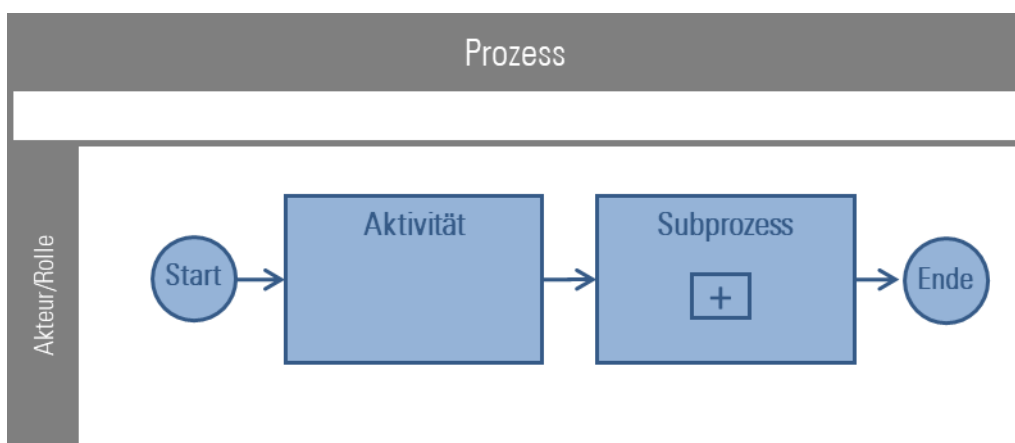 Prozess
Akteur/Rolle
Start
Aktivität
Subprozess
+
Ende